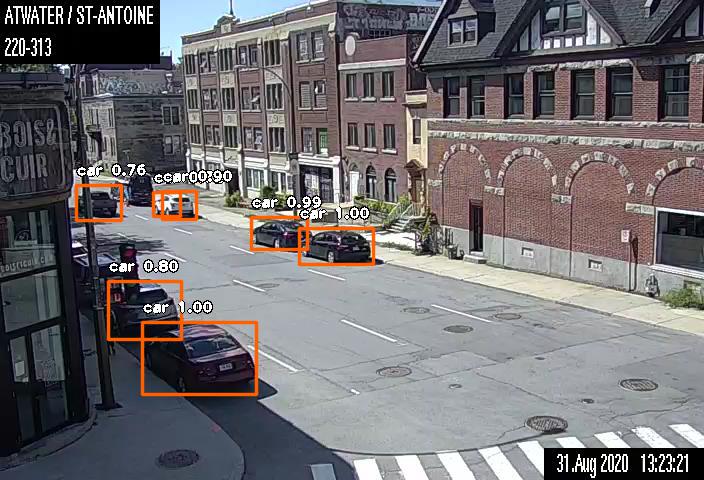 ATWATER / ST-ANTOINE
220-313
BOIS&
CUIR
car 0.76
0.90
car 0.99
car 1.00
car 0.80
car 1.00
31.Aug 2020 13:23:21